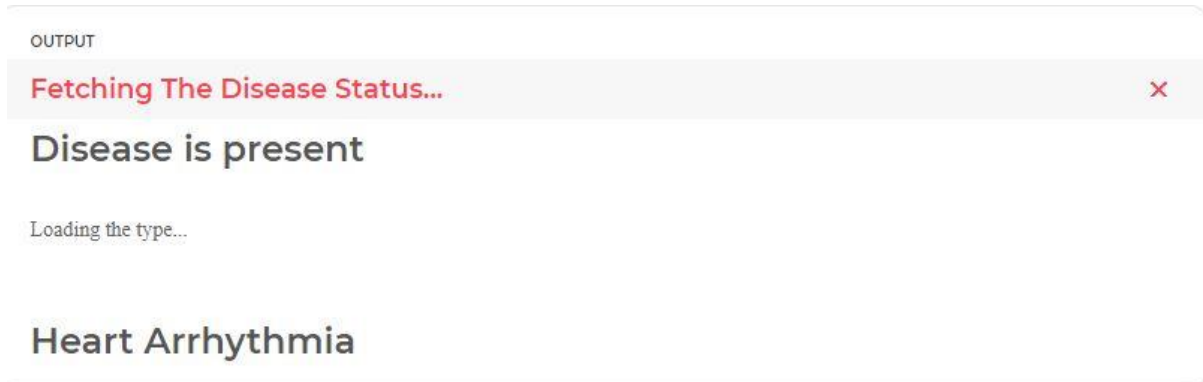 OUTPUT
Fetching The Disease Status... ×
Disease is present
Loading the type...
Heart Arrhythmia